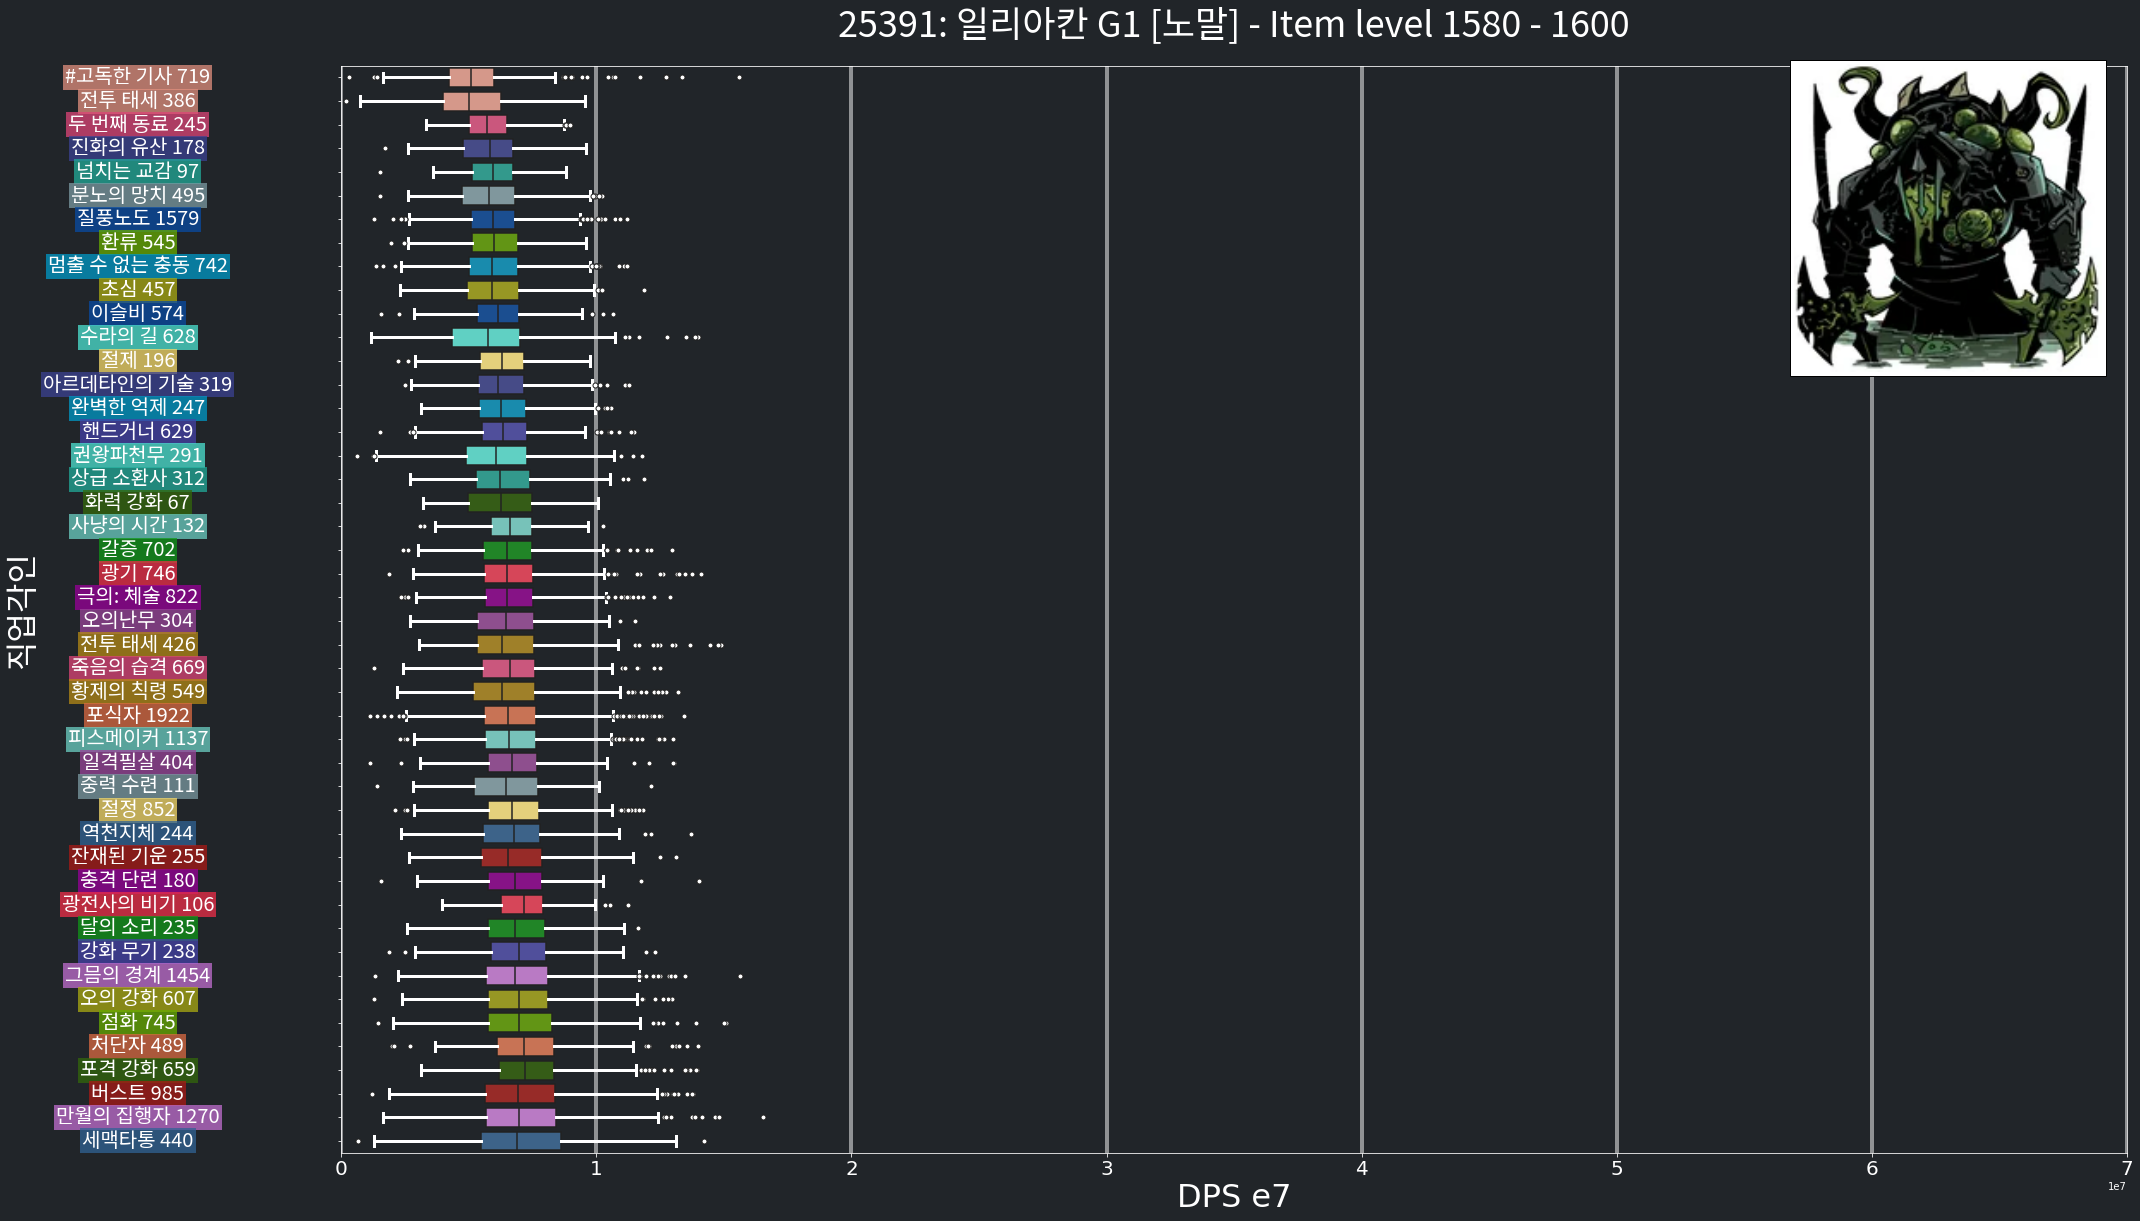 25391: 일리아칸 G1 [노말] - Item level 1580 - 1600
#고독한 기사 719
전투 태세 386
두 번째 동료 245
진화의 유산 178
넘치는 교감 97
분노의 망치 495
질풍노도 1579
환류 545
멈출 수 없는 충동 742
초심 457
이슬비 574
수라의 길 628
절제 196
아르데타인의 기술 319
완벽한 억제 247
핸드거너 629
권왕파천무 291
상급 소환사 312
화력 강화 67
사냥의 시간 132
갈증 702
광기 746
극의: 체술 822
오의난무 304
전투 태세 426
죽음의 습격 669
황제의 칙령 549
포식자 1922
피스메이커 1137
일격필살 404
중력 수련 111
절정 852
역천지체 244
잔재된 기운 255
충격 단련 180
광전사의 비기 106
달의 소리 235
강화 무기 238
그믐의 경계 1454
오의 강화 607
점화 745
처단자 489
포격 강화 659
버스트 985
만월의 집행자 1270
세맥타통 440
직업각인
0 1 2 3 4 5 6 7
1e7
DPS e7